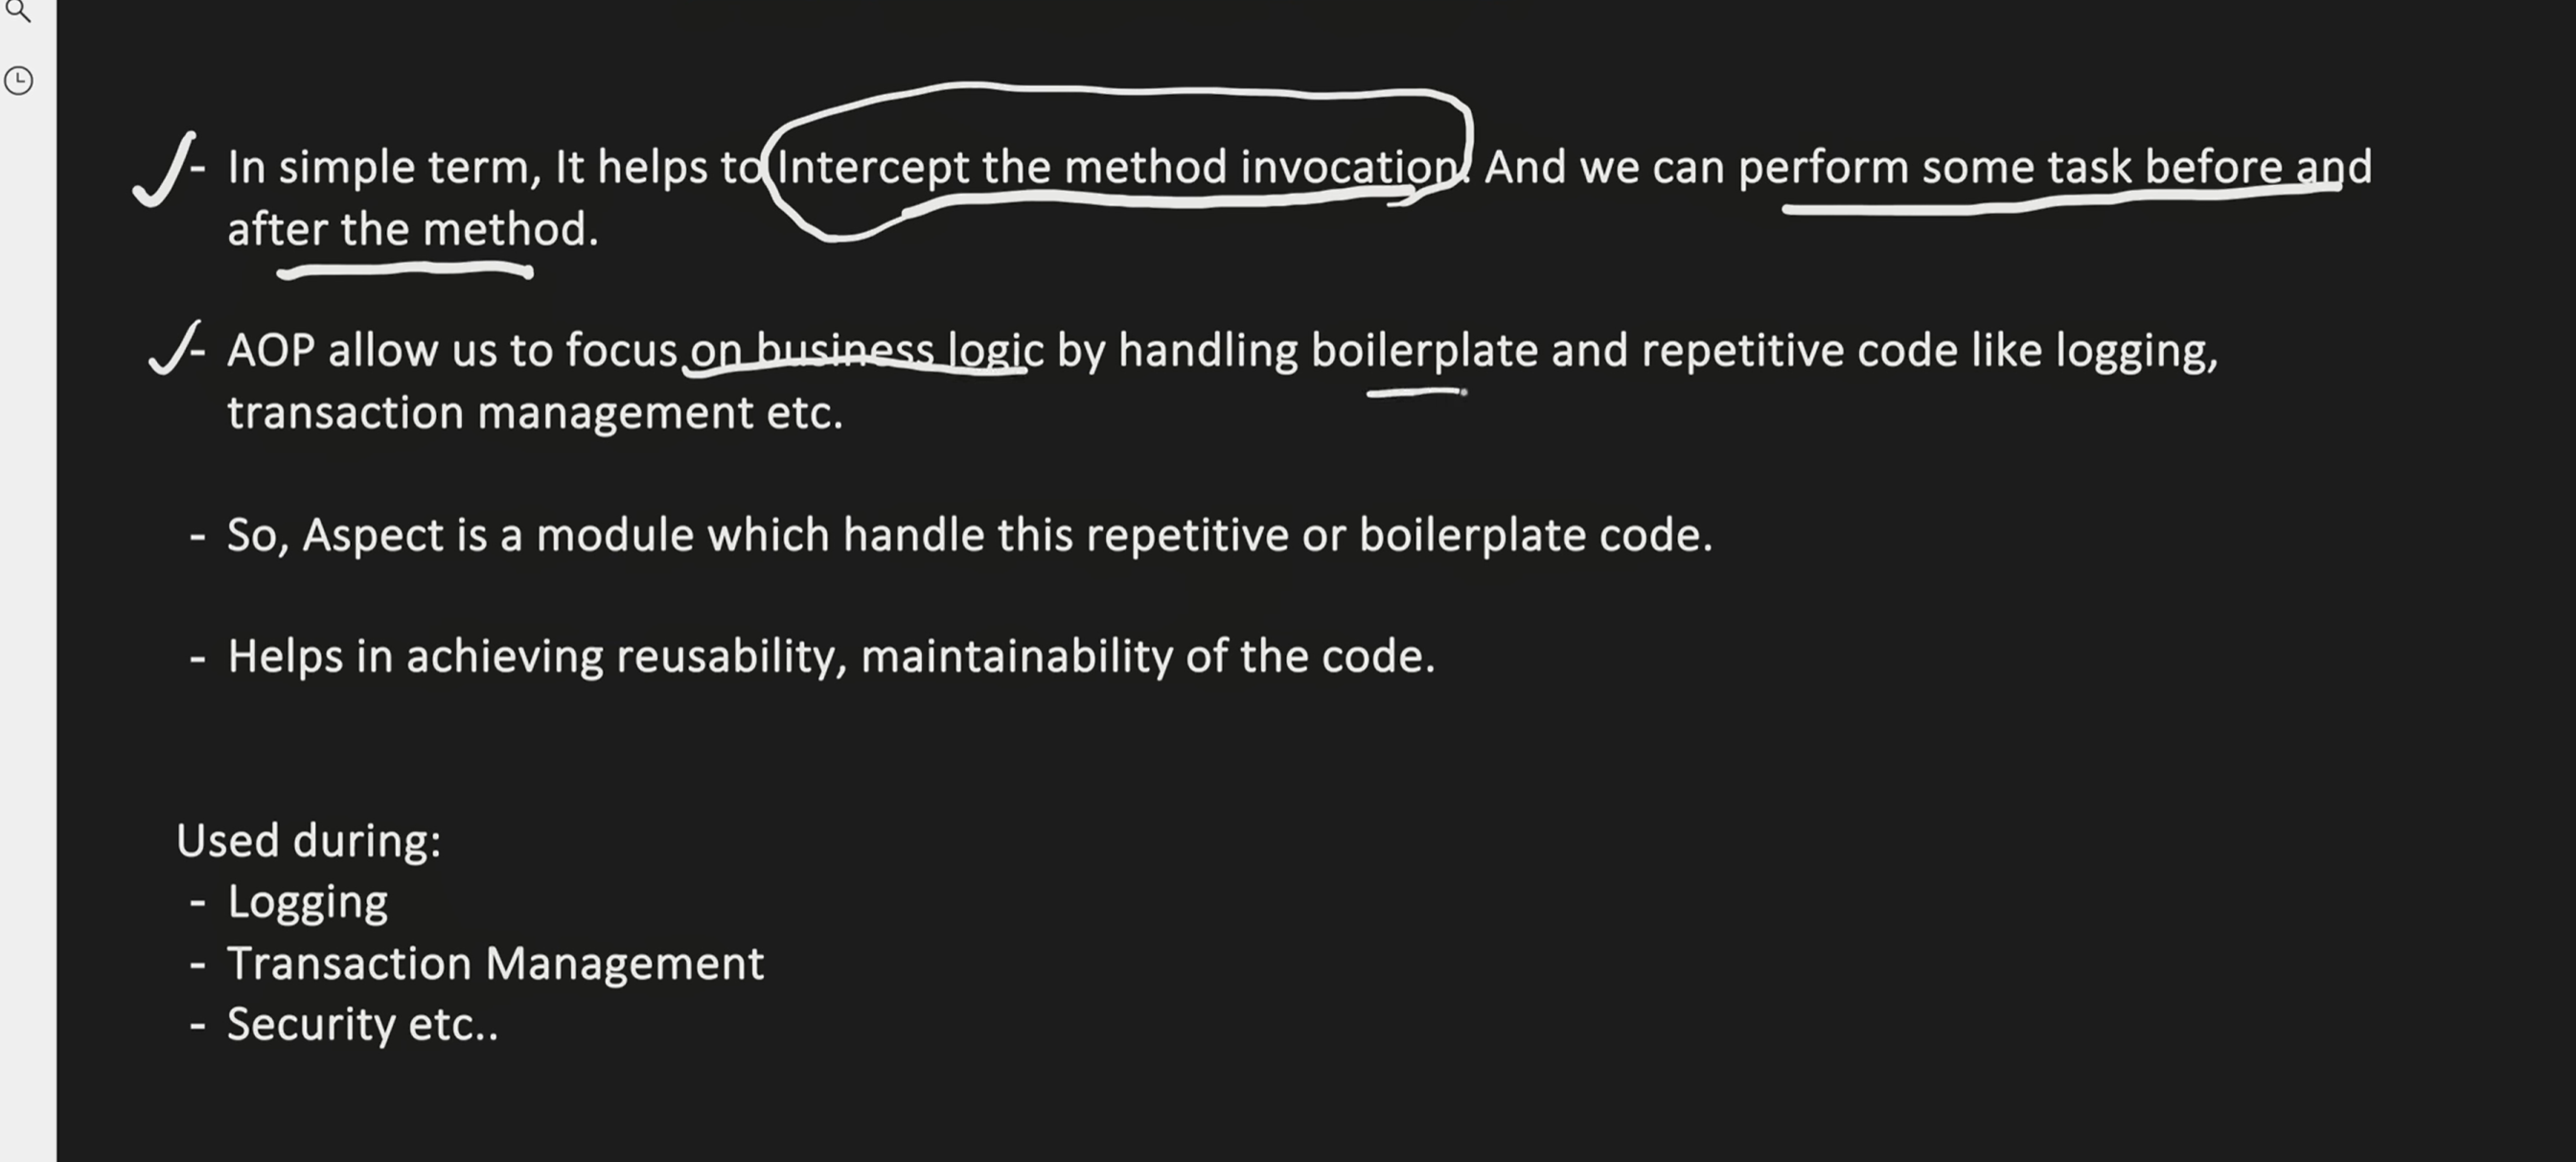 - In simple term, It helps to Intercept the method invocation. And we can perform some task before and
after the method.
- AOP allow us to focus on business logic by handling boilerplate and repetitive code like logging,
transaction management etc.
- So, Aspect is a module which handle this repetitive or boilerplate code.
- Helps in achieving reusability, maintainability of the code.
Used during:
- Logging
- Transaction Management
- Security etc..